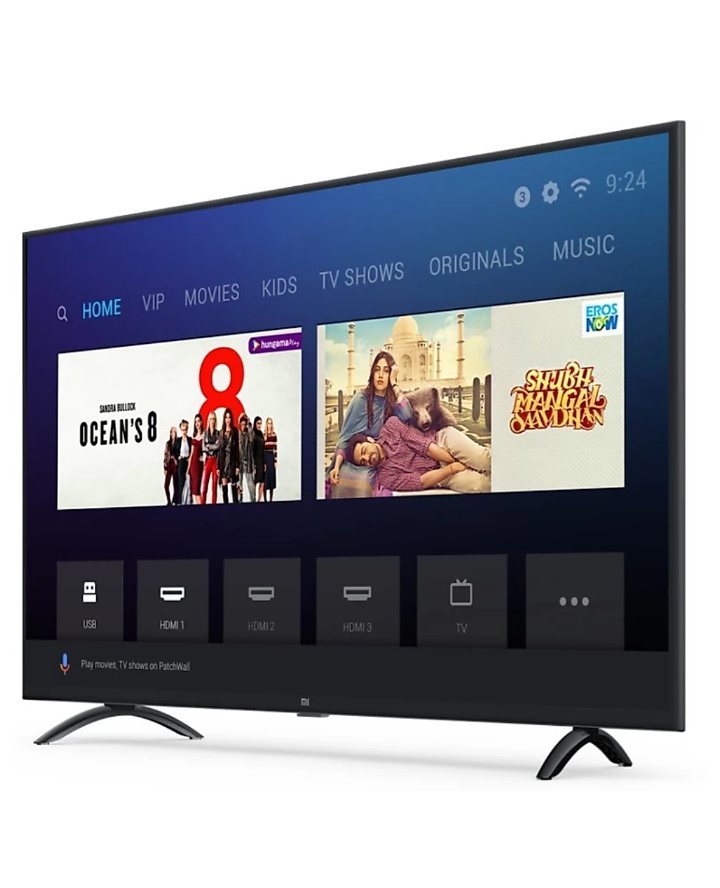 3 9:24
HOME VIP MOVIES KIDS TV SHOWS ORIGINALS MUSIC
hungama Play
8
SANDRA BULLOCK
OCEAN'S 8
EROS
NOW
SHUBH
MANGAL
SAAVDHAN
USB HDMI 1 HDMI 2 HDMI 3 TV
Play movies, TV shows on PatchWall
MI